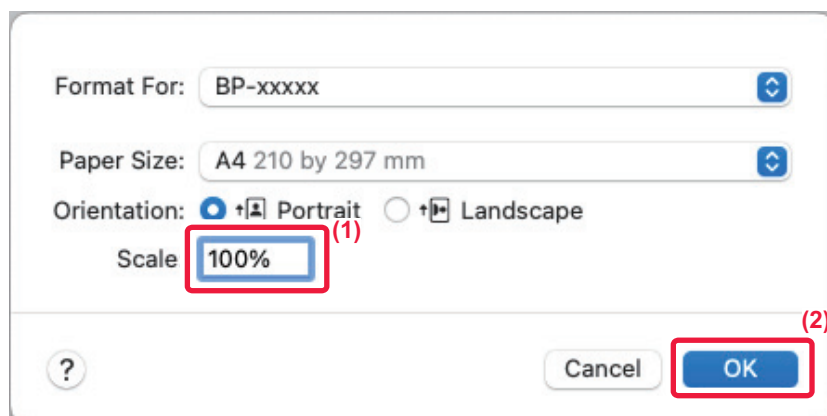 Format For: BP-xxxxx
Paper Size: A4 210 by 297 mm
Orientation: Portrait Landscape
(1)
Scale 100%
(2)
? Cancel OK